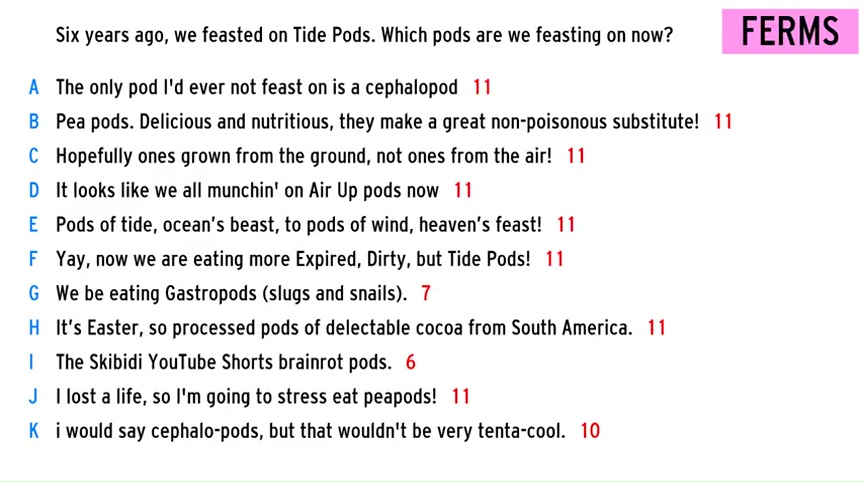 Six years ago, we feasted on Tide Pods. Which pods are we feasting on now?
FERMS
A The only pod I'd ever not feast on is a cephalopod 11
B Pea pods. Delicious and nutritious, they make a great non-poisonous substitute! 11
C Hopefully ones grown from the ground, not ones from the air! 11
D It looks like we all munchin' on Air Up pods now 11
E Pods of tide, ocean's beast, to pods of wind, heaven's feast! 11
F Yay, now we are eating more Expired, Dirty, but Tide Pods! 11
G We be eating Gastropods (slugs and snails). 7
H It's Easter, so processed pods of delectable cocoa from South America. 11
I The Skibidi YouTube Shorts brainrot pods. 6
J I lost a life, so I'm going to stress eat peapods! 11
K i would say cephalo-pods, but that wouldn't be very tenta-cool. 10